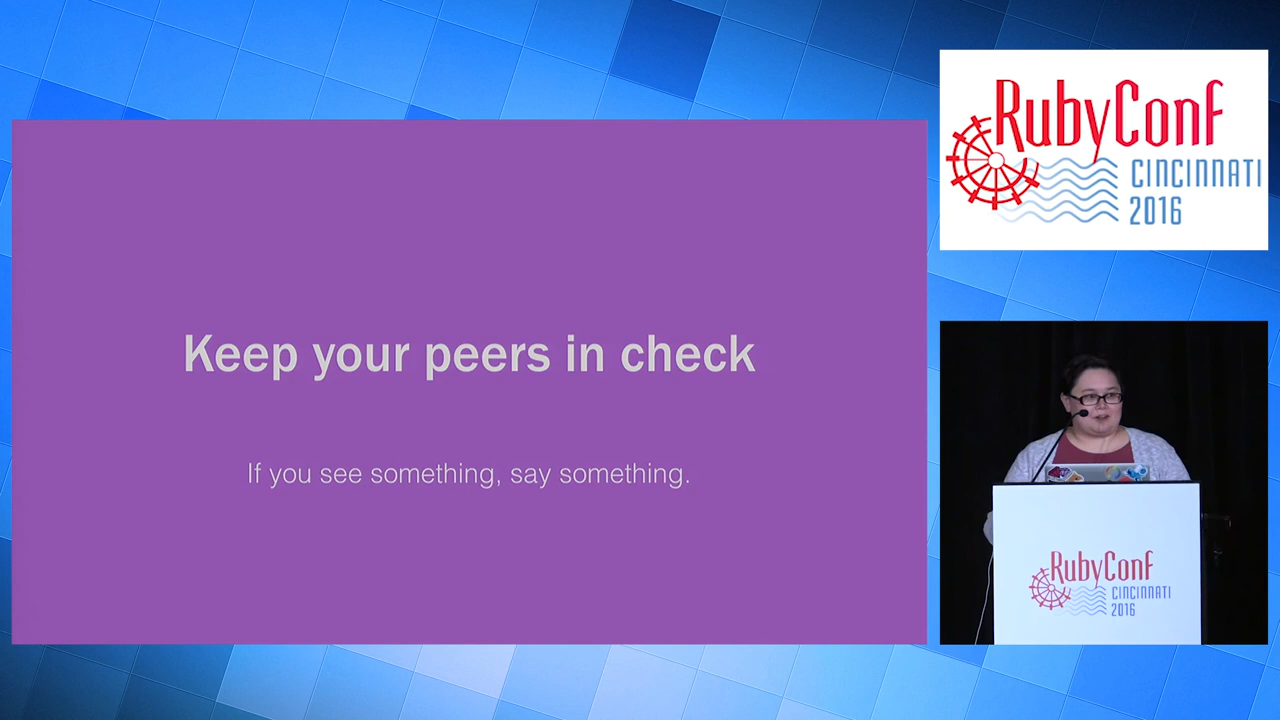 Keep your peers in check
If you see something, say something.
RubyConf
CINCINNATI
2016
RubyConf
CINCINNATI
2016